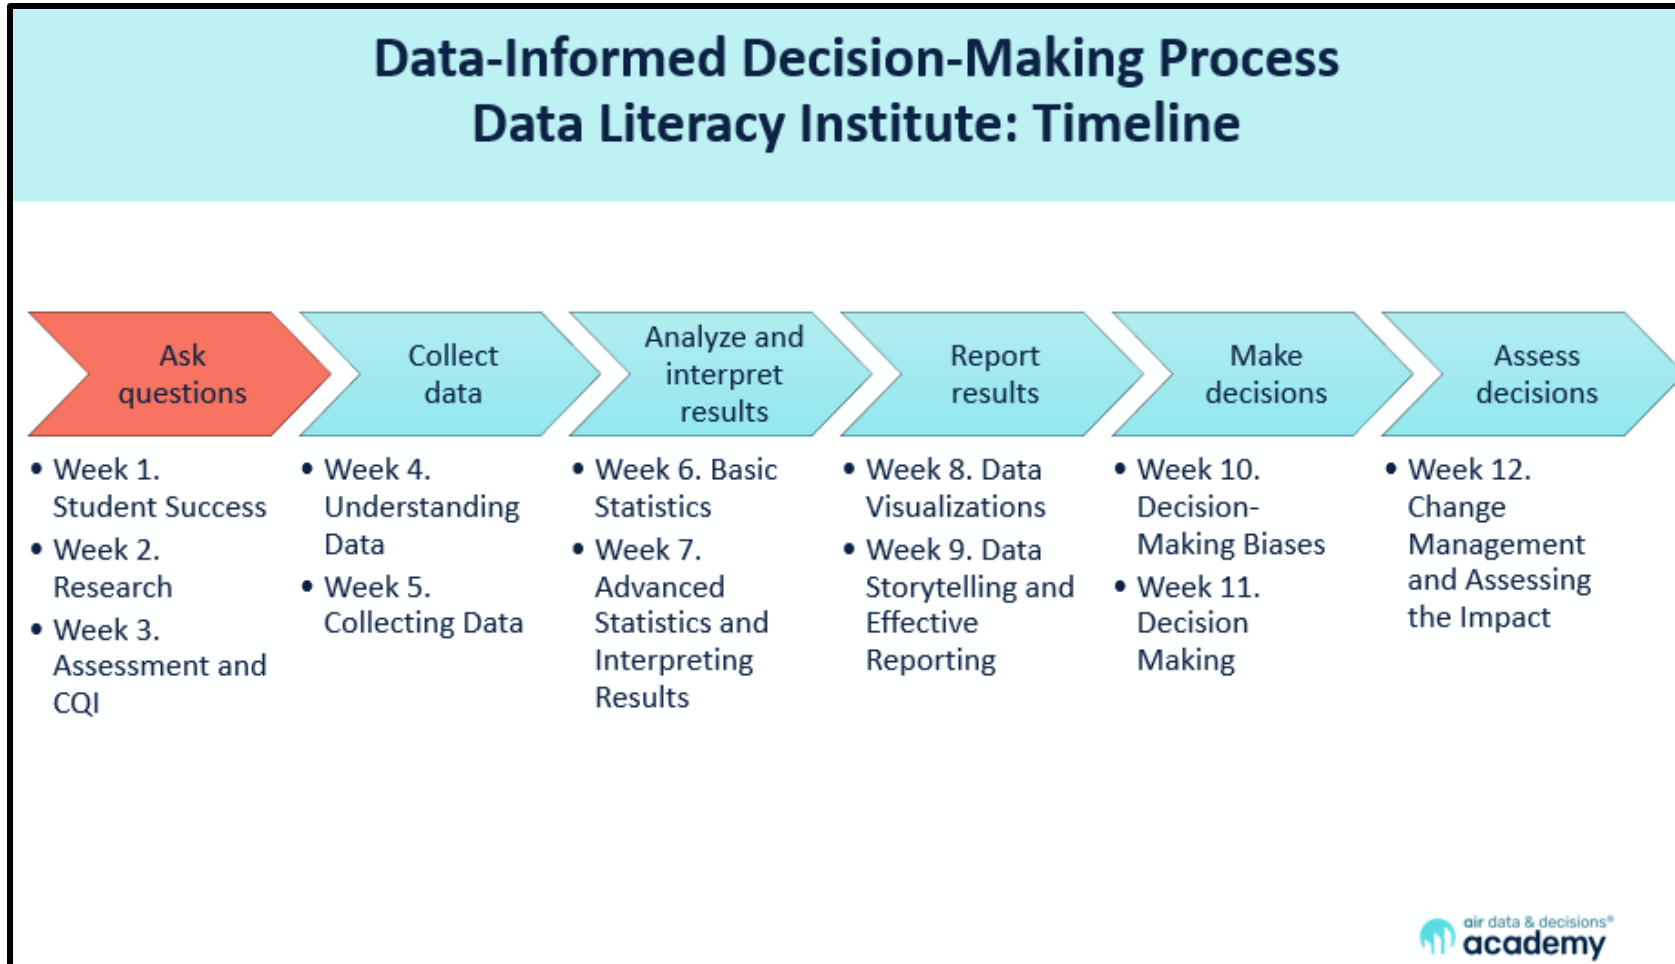 Data-Informed Decision-Making Process
Data Literacy Institute: Timeline
Ask
questions
Collect
data
Analyze and
interpret
results
Report
results
Make
decisions
Assess
decisions
• Week 1.
Student Success
• Week 2.
Research
• Week 3.
Assessment and
CQI
• Week 4.
Understanding
Data
• Week 5.
Collecting Data
• Week 6. Basic
Statistics
• Week 7.
Advanced
Statistics and
Interpreting
Results
• Week 8. Data
Visualizations
• Week 9. Data
Storytelling and
Effective
Reporting
• Week 10.
Decision-
Making Biases
• Week 11.
Decision
Making
• Week 12.
Change
Management
and Assessing
the Impact
air data & decisions®
academy